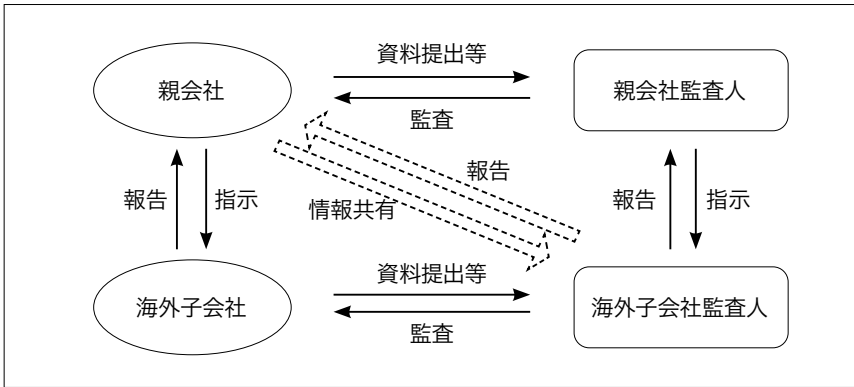 資料提出等
親会社
親会社監査人
監査
報告
報告
指示
情報共有
報告
指示
資料提出等
海外子会社
海外子会社監査人
監査